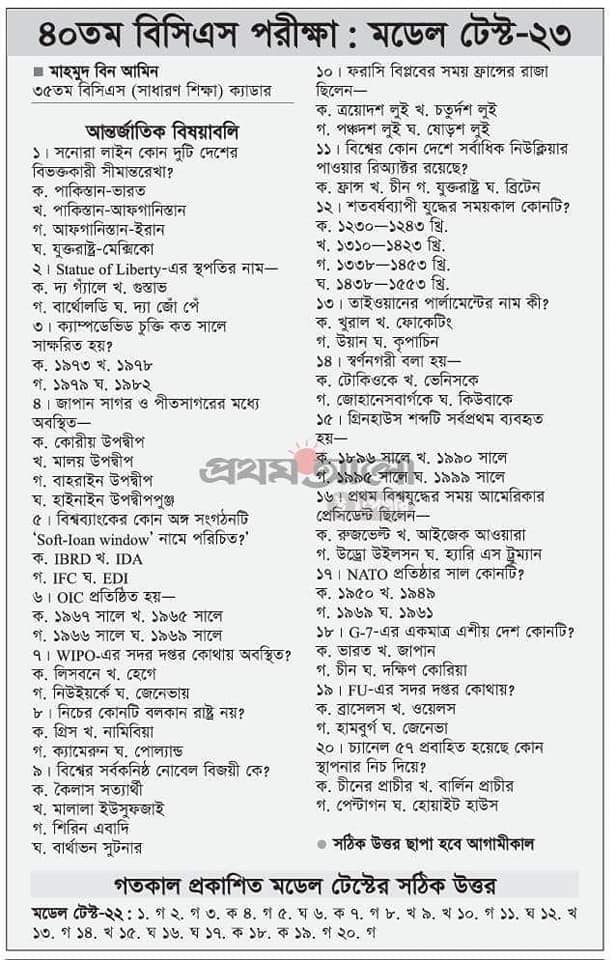 ৪০তম বিসিএস পরীক্ষা : মডেল টেস্ট-২৩
■ মাহমুদ বিন আমিন
৩৫তম বিসিএস (সাধারণ শিক্ষা) ক্যাডার
আন্তর্জাতিক বিষয়াবলি
১। সনোরা লাইন কোন দুটি দেশের
বিভক্তকারী সীমান্তরেখা?
ক. পাকিস্তান-ভারত
খ. পাকিস্তান-আফগানিস্তান
গ. আফগানিস্তান-ইরান
ঘ. যুক্তরাষ্ট্র-মেক্সিকো
২। Statue of Liberty-এর স্থপতির নাম—
ক. দ্য গ্যাঁলে খ. গুস্তাভ
গ. বার্থোলডি ঘ. দ্যা জোঁ পেঁ
৩। ক্যাম্পডেভিড চুক্তি কত সালে
সাক্ষরিত হয়?
ক. ১৯৭৩ খ. ১৯৭৮
গ. ১৯৭৯ ঘ. ১৯৮২
৪। জাপান সাগর ও পীতসাগরের মধ্যে
অবস্থিত—
ক. কোরীয় উপদ্বীপ
খ. মালয় উপদ্বীপ
গ. বাহরাইন উপদ্বীপ
ঘ. হাইনাইন উপদ্বীপপুঞ্জ
৫। বিশ্বব্যাংকের কোন অঙ্গ সংগঠনটি
‘Soft-Ioan window’ নামে পরিচিত?’
ক. IBRD খ. IDA
গ. IFC ঘ. EDI
৬। OIC প্রতিষ্ঠিত হয়—
ক. ১৯৬৭ সালে খ. ১৯৬৫ সালে
গ. ১৯৬৬ সালে ঘ. ১৯৬৯ সালে
৭। WIPO-এর সদর দপ্তর কোথায় অবস্থিত?
ক. লিসবনে খ. হেগে
গ. নিউইয়র্কে ঘ. জেনেভায়
৮। নিচের কোনটি বলকান রাষ্ট্র নয়?
ক. গ্রিস খ. নামিবিয়া
গ. ক্যামেরুন ঘ. পোল্যান্ড
৯। বিশ্বের সর্বকনিষ্ঠ নোবেল বিজয়ী কে?
ক. কৈলাস সত্যার্থী
খ. মালালা ইউসুফজাই
গ. শিরিন এবাদি
ঘ. বার্থাভন সুটনার
১০। ফরাসি বিপ্লবের সময় ফ্রান্সের রাজা
ছিলেন—
ক. ত্রয়োদশ লুই খ. চতুর্দশ লুই
গ. পঞ্চদশ লুই ঘ. ষোড়শ লুই
১১। বিশ্বের কোন দেশে সর্বাধিক নিউক্লিয়ার
পাওয়ার রিঅ্যাক্টর রয়েছে?
ক. ফ্রান্স খ. চীন গ. যুক্তরাষ্ট্র ঘ. ব্রিটেন
১২। শতবর্ষব্যাপী যুদ্ধের সময়কাল কোনটি?
ক. ১২৩০—১২৪৩ খ্রি.
খ. ১৩১০—১৪২৩ খ্রি.
গ. ১৩৩৮—১৪৫৩ খ্রি.
ঘ. ১৪৩৮—১৫৫৩ খ্রি.
১৩। তাইওয়ানের পার্লামেন্টের নাম কী?
ক. খুরাল খ. ফোকেটিং
গ. উয়ান ঘ. কৃপাচিন
১৪। স্বর্ণনগরী বলা হয়—
ক. টোকিওকে খ. ভেনিসকে
গ. জোহানেসবার্গকে ঘ. কিউবাকে
১৫। গ্রিনহাউস শব্দটি সর্বপ্রথম ব্যবহৃত
হয়—
ক. ১৮৯৬ সালে খ. ১৯৯০ সালে
গ. ১৯৯৫ সালে ঘ. ১৯৯৯ সালে
১৬। প্রথম বিশ্বযুদ্ধের সময় আমেরিকার
প্রেসিডেন্ট ছিলেন—
ক. রুজভেল্ট খ. আইজেক আওয়ারা
গ. উড্রো উইলসন ঘ. হ্যারি এস ট্রুম্যান
১৭। NATO প্রতিষ্ঠার সাল কোনটি?
ক. ১৯৫০ খ. ১৯৪৯
গ. ১৯৬৯ ঘ. ১৯৬১
১৮। G-7-এর একমাত্র এশীয় দেশ কোনটি?
ক. ভারত খ. জাপান
গ. চীন ঘ. দক্ষিণ কোরিয়া
১৯। FU-এর সদর দপ্তর কোথায়?
ক. ব্রাসেলস খ. ওয়েলস
গ. হামবুর্গ ঘ. জেনেভা
২০। চ্যানেল ৫৭ প্রবাহিত হয়েছে কোন
স্থাপনার নিচ দিয়ে?
ক. চীনের প্রাচীর খ. বার্লিন প্রাচীর
গ. পেন্টাগন ঘ. হোয়াইট হাউস
● সঠিক উত্তর ছাপা হবে আগামীকাল
প্রথম আলো
গতকাল প্রকাশিত মডেল টেস্টের সঠিক উত্তর
মডেল টেস্ট-২২ : ১. গ ২. গ ৩. ক ৪. গ ৫. ঘ ৬. ক ৭. গ ৮. খ ৯. খ ১০. গ ১১. ঘ ১২. খ
১৩. গ ১৪. খ ১৫. ঘ ১৬. ঘ ১৭. ক ১৮. ক ১৯. গ ২০. গ